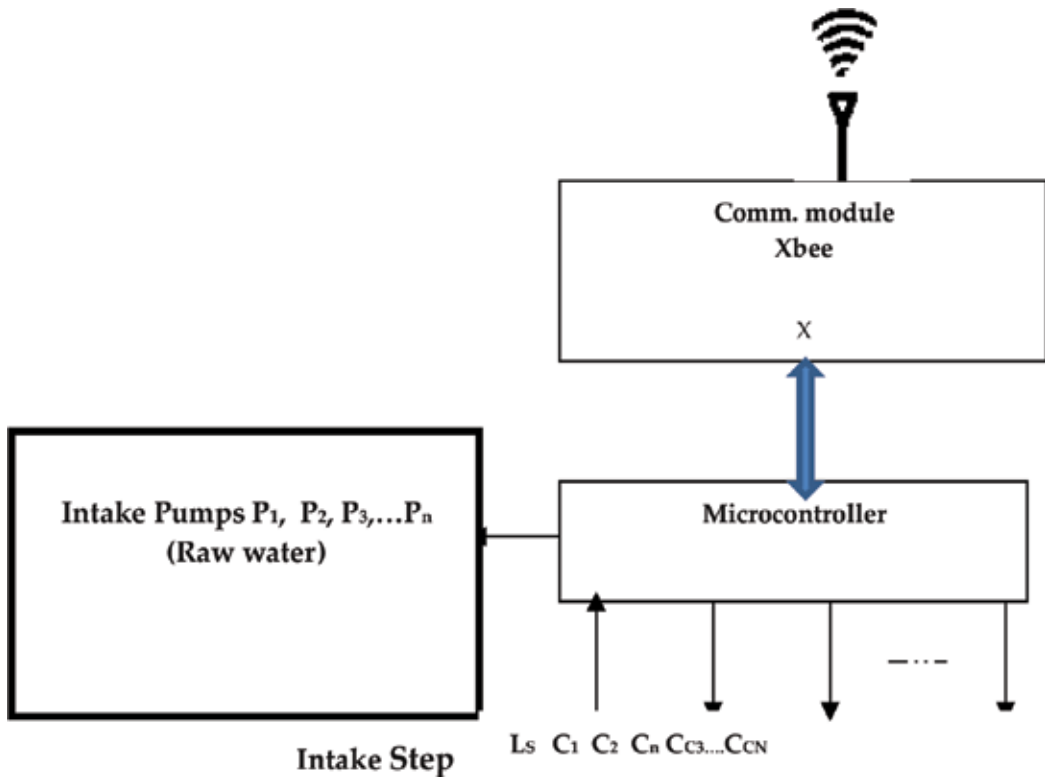 Comm. module
Xbee
X
Intake Pumps P1, P2, P3,...Pn
(Raw water)
Microcontroller
Ls C1 C2 Cn CC3....CCN
Intake Step